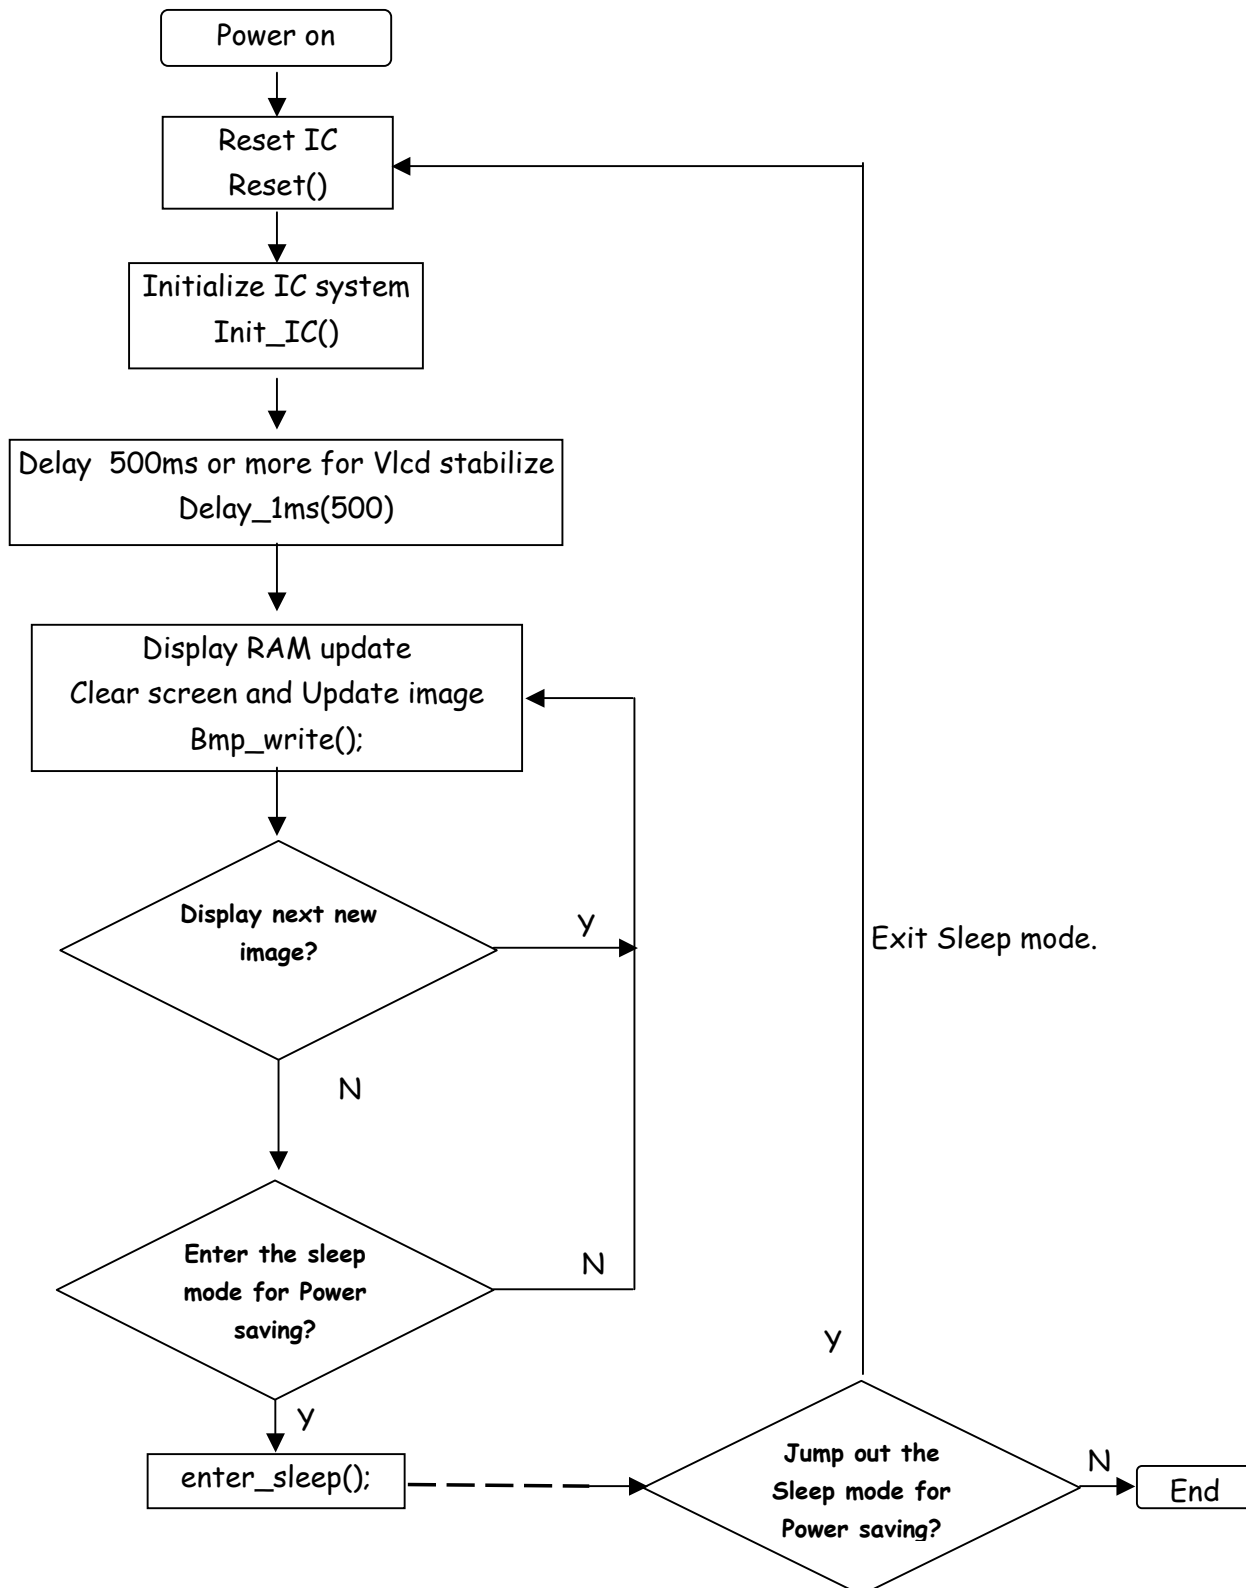 Power on
Reset IC
Reset()
Initialize IC system
Init_IC()
Delay  500ms or more for Vlcd stabilize
Delay_1ms(500)
Display RAM update
Clear screen and Update image
Bmp_write();
Display next new
image?
Y
Exit Sleep mode.
N
Enter the sleep
mode for Power
saving?
N
Y
Y
enter_sleep();
Jump out the
Sleep mode for
Power saving?
N
End